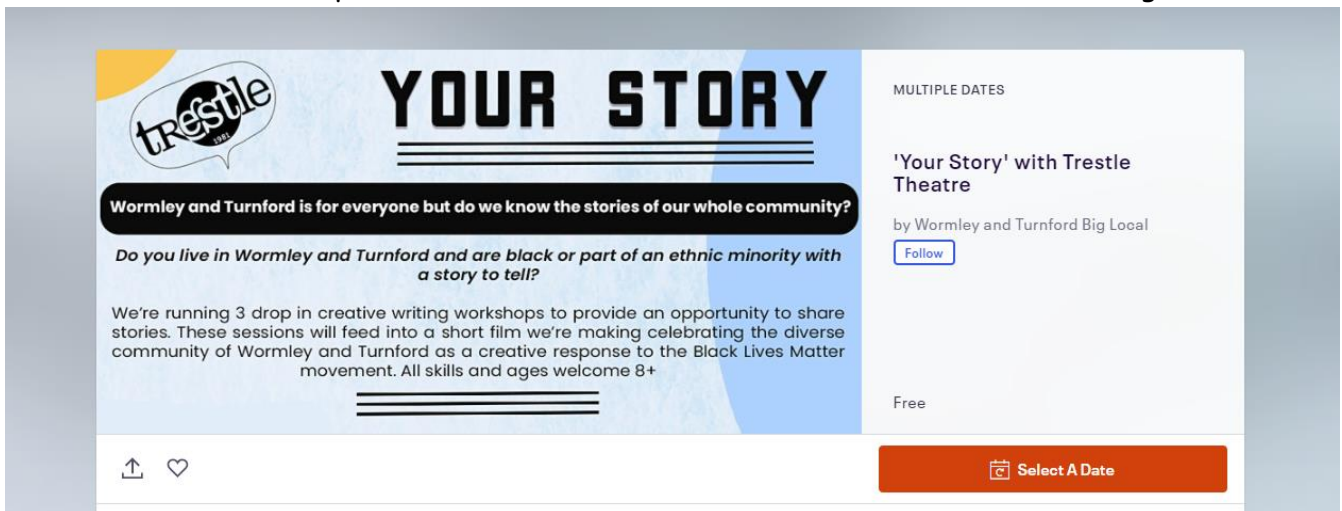 trestle
1981
YOUR STORY
Wormley and Turnford is for everyone but do we know the stories of our whole community?
Do you live in Wormley and Turnford and are black or part of an ethnic minority with
a story to tell?
We're running 3 drop in creative writing workshops to provide an opportunity to share
stories. These sessions will feed into a short film we're making celebrating the diverse
community of Wormley and Turnford as a creative response to the Black Lives Matter
movement. All skills and ages welcome 8+
MULTIPLE DATES
'Your Story' with Trestle
Theatre
by Wormley and Turnford Big Local
Follow
Free
Select A Date